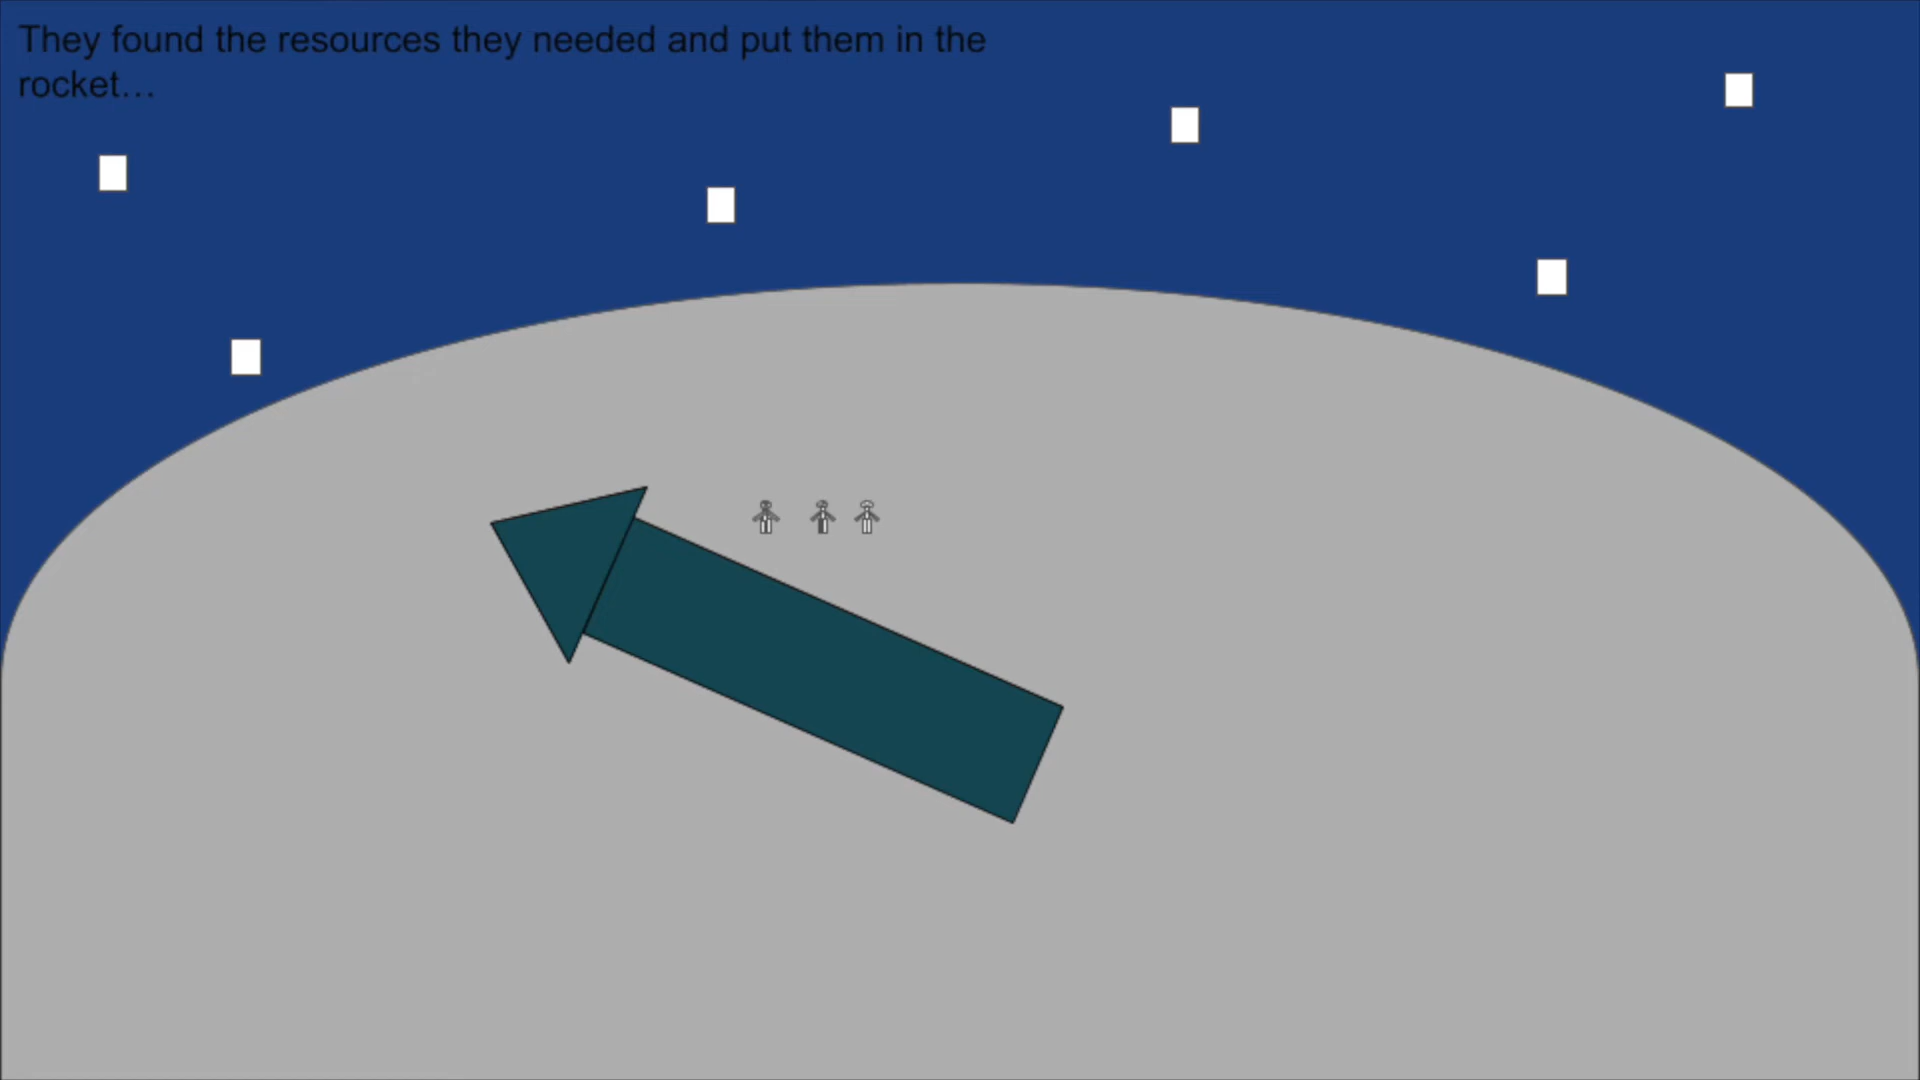 They found the resources they needed and put them in the
rocket…